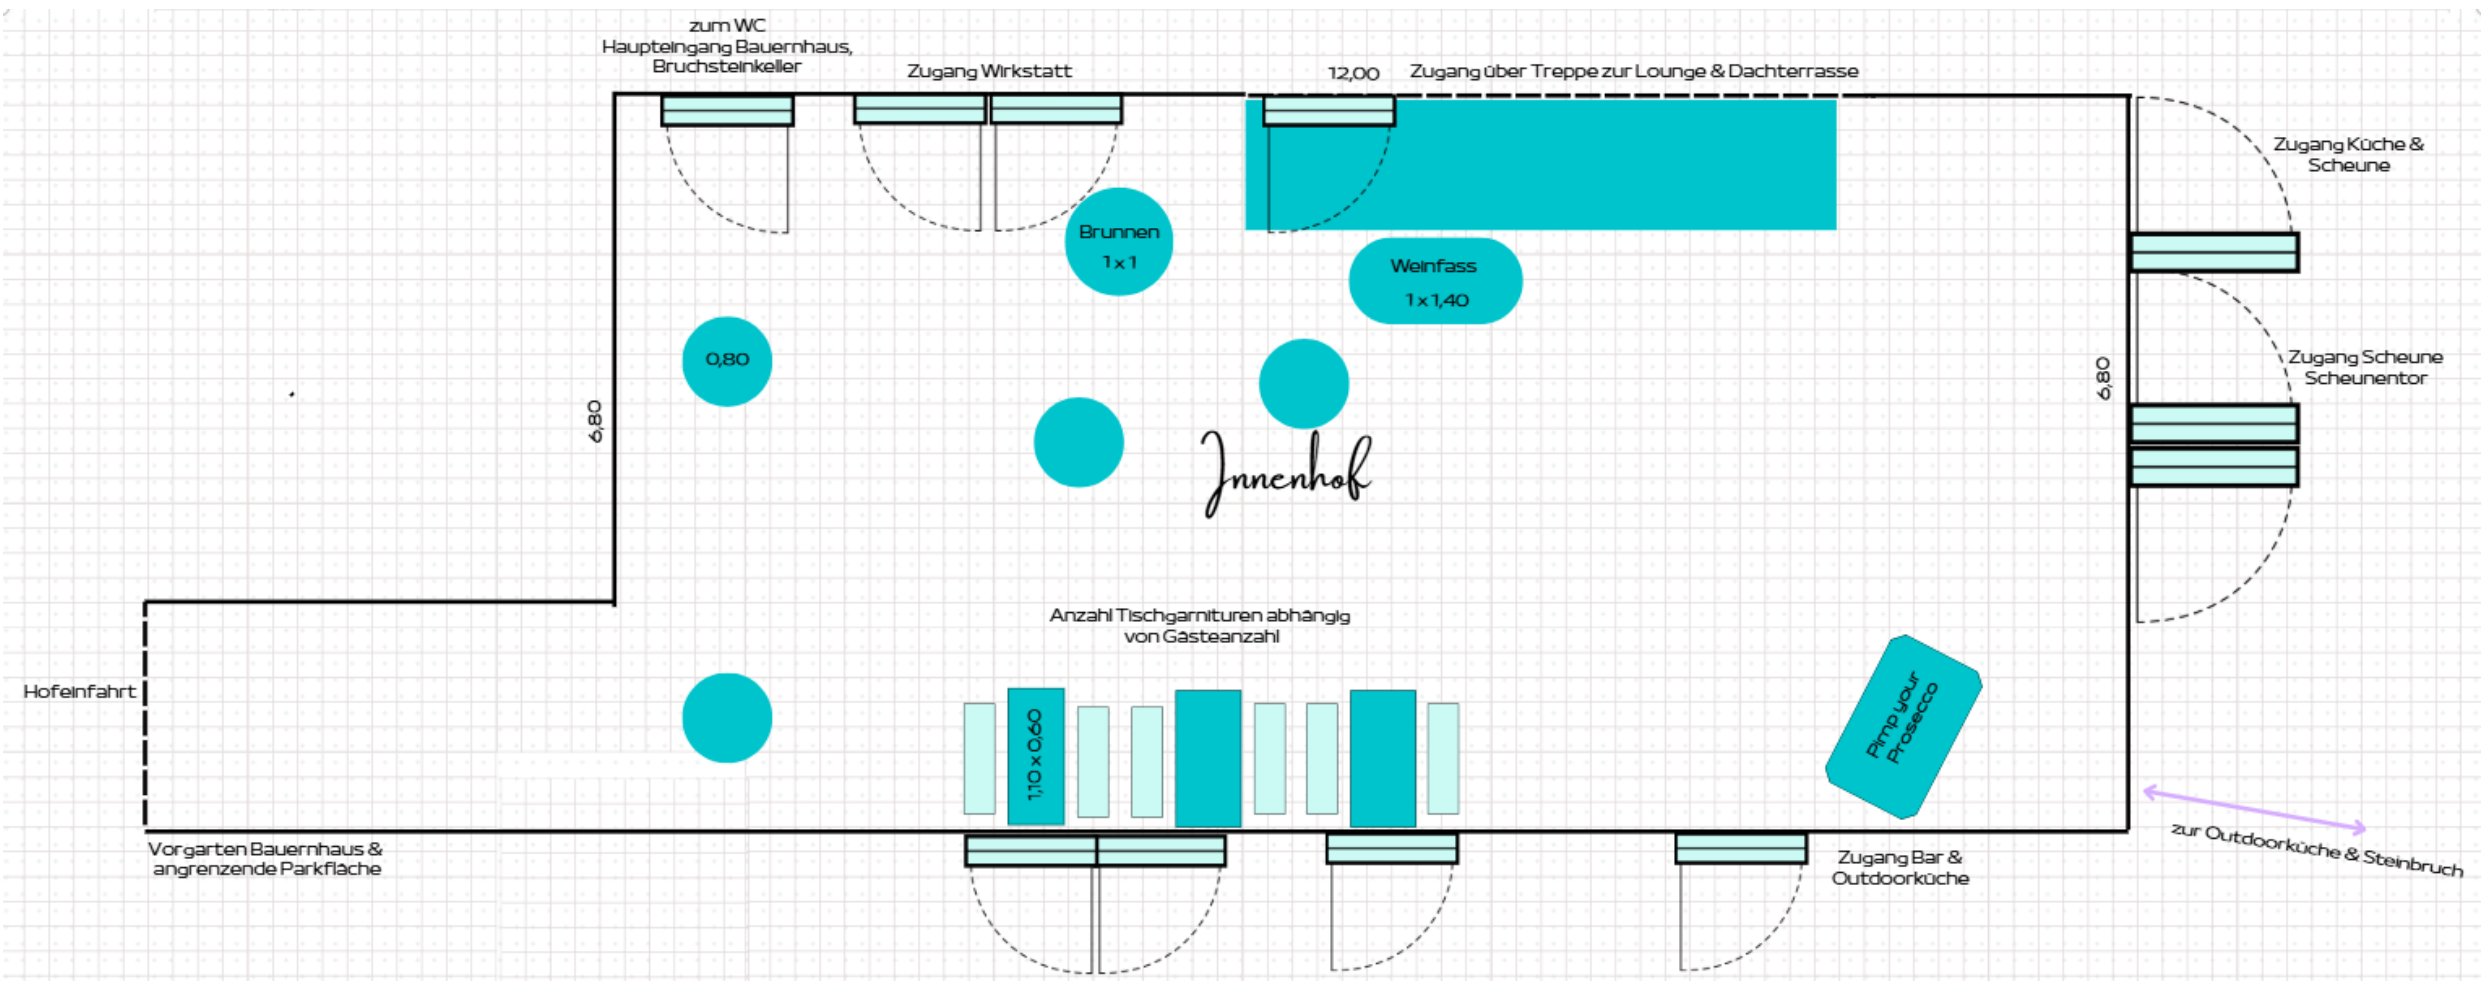 zum WC
Haupteingang Bauernhaus,
Bruchsteinkeller
Zugang Wirkstatt
12,00
Zugang über Treppe zur Lounge & Dachterrasse
Zugang Küche &
Scheune
Brunnen
1 x 1
Weinfass
1 x 1,40
0,80
6,80
6,80
Zugang Scheune
Scheunentor
Innenhof
Anzahl Tischgarnituren abhängig
von Gästeanzahl
Hofeinfahrt
1,10 x 0,60
Pimp your
Prosecco
Vorgarten Bauernhaus &
angrenzende Parkfläche
Zugang Bar &
Outdoorküche
zur Outdoorküche & Steinbruch